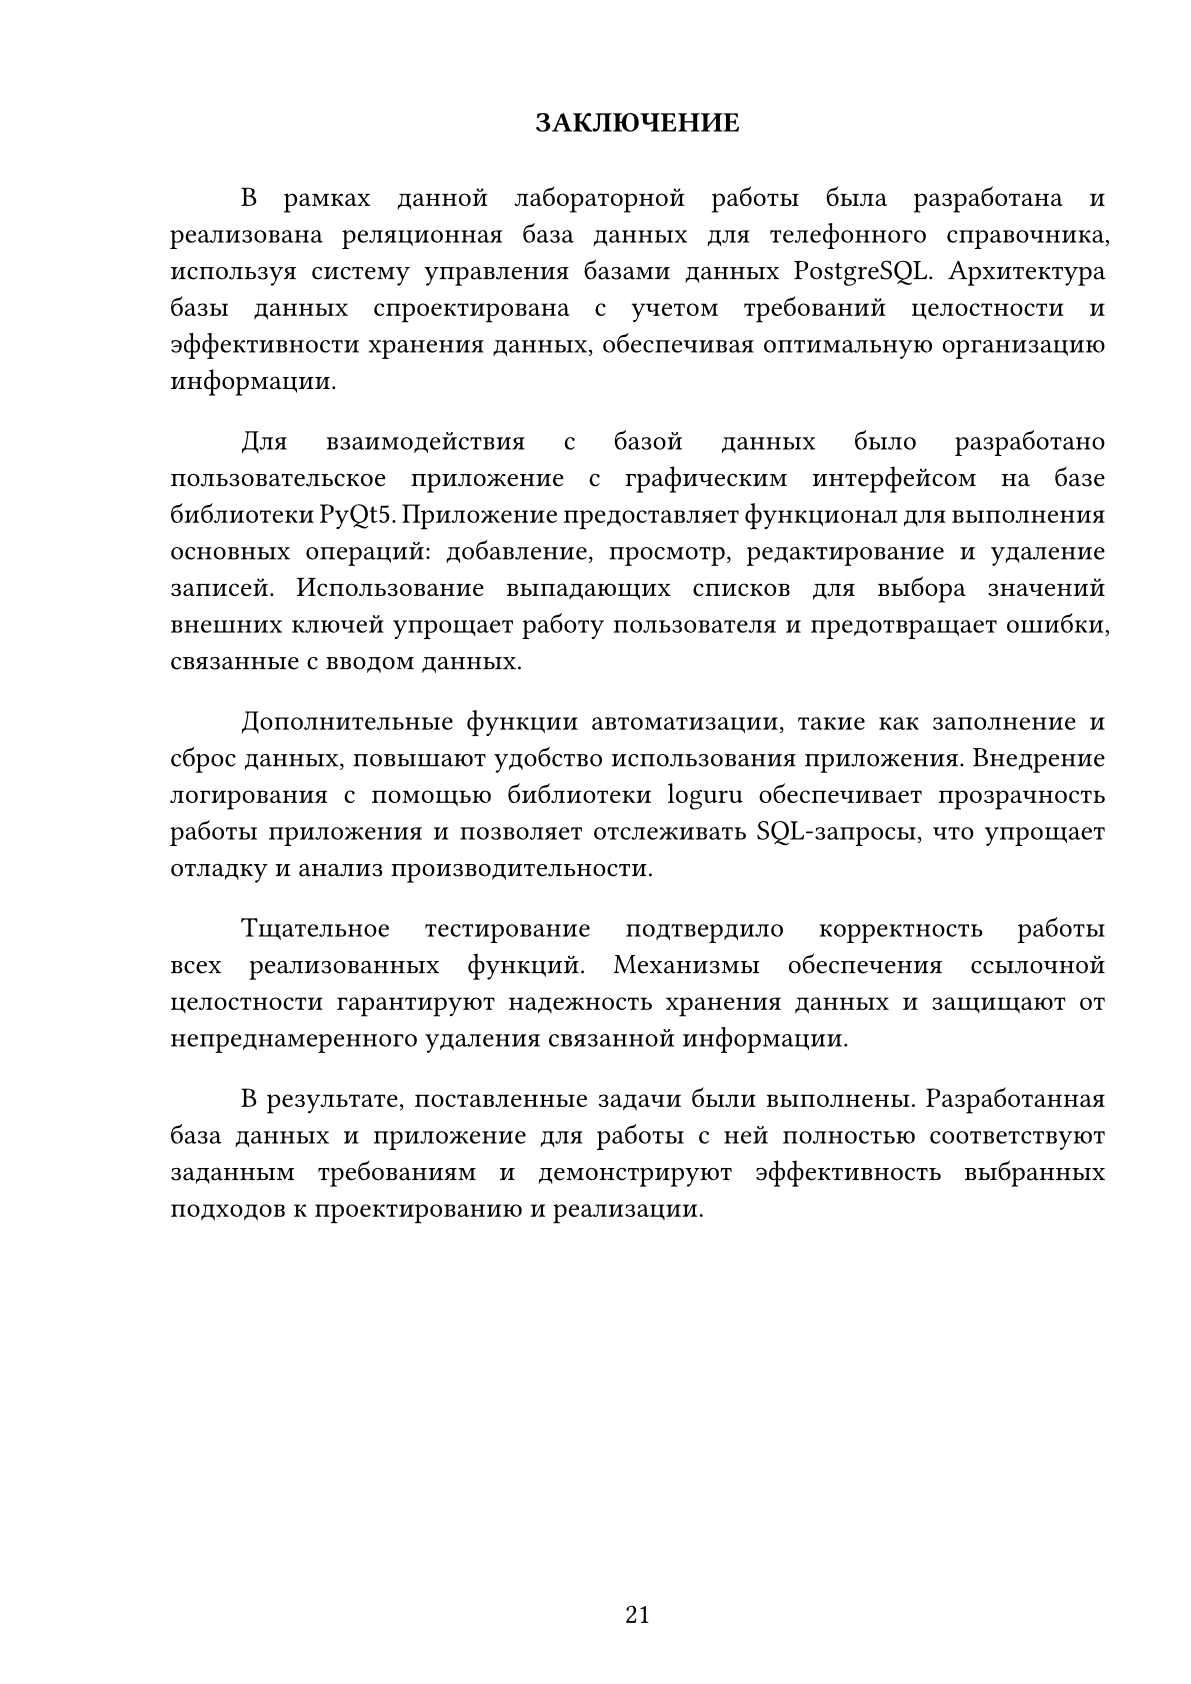 ЗАКЛЮЧЕНИЕ
В рамках данной лабораторной работы была разработана и
реализована реляционная база данных для телефонного справочника,
используя систему управления базами данных PostgreSQL. Архитектура
базы данных спроектирована с учетом требований целостности и
эффективности хранения данных, обеспечивая оптимальную организацию
информации.
Для взаимодействия с базой данных было разработано
пользовательское приложение с графическим интерфейсом на базе
библиотеки PyQt5. Приложение предоставляет функционал для выполнения
основных операций: добавление, просмотр, редактирование и удаление
записей. Использование выпадающих списков для выбора значений
внешних ключей упрощает работу пользователя и предотвращает ошибки,
связанные с вводом данных.
Дополнительные функции автоматизации, такие как заполнение и
сброс данных, повышают удобство использования приложения. Внедрение
логирования с помощью библиотеки loguru обеспечивает прозрачность
работы приложения и позволяет отслеживать SQL-запросы, что упрощает
отладку и анализ производительности.
Тщательное тестирование подтвердило корректность работы
всех реализованных функций. Механизмы обеспечения ссылочной
целостности гарантируют надежность хранения данных и защищают от
непреднамеренного удаления связанной информации.
В результате, поставленные задачи были выполнены. Разработанная
база данных и приложение для работы с ней полностью соответствуют
заданным требованиям и демонстрируют эффективность выбранных
подходов к проектированию и реализации.
21